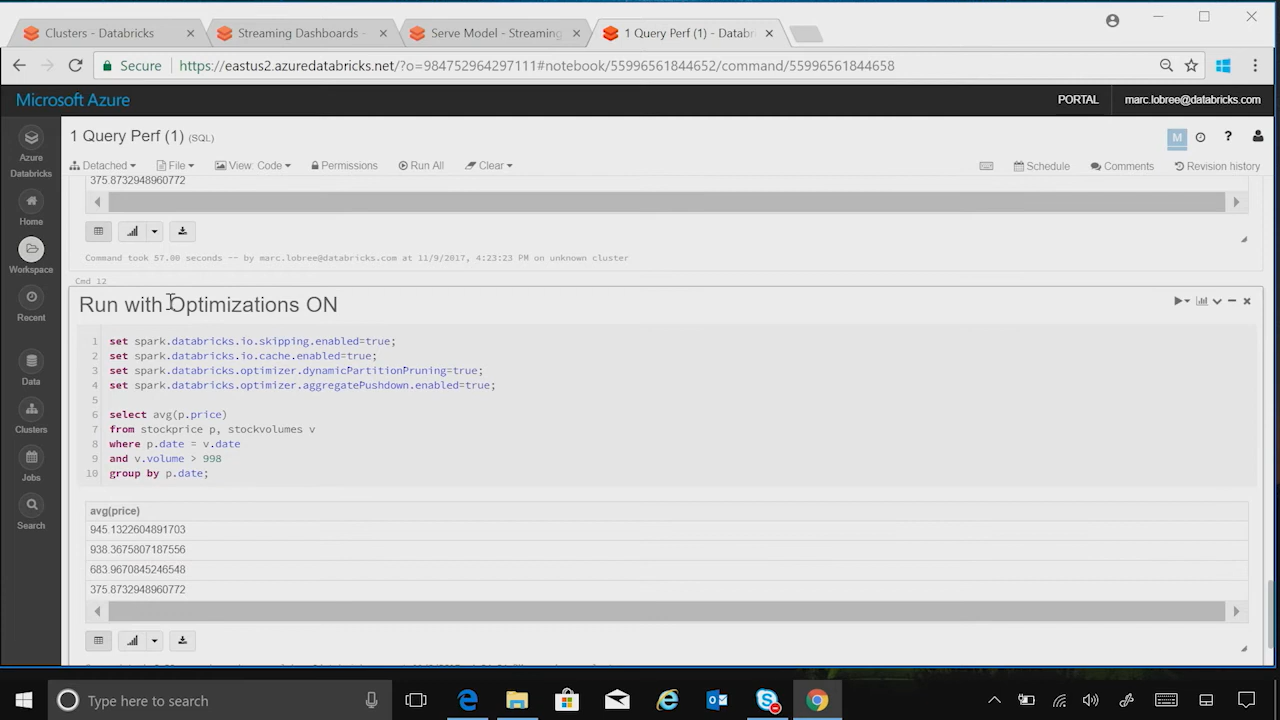 Clusters - Databricks
Streaming Dashboards -
Serve Model - Streaming
1 Query Perf (1) - Databri
Secure https://eastus2.azuredatabricks.net/?o=984752964297111#notebook/55996561844652/command/55996561844658
Microsoft Azure
PORTAL marc.lobree@databricks.com
Azure
Databricks
Home
Workspace
Recent
Data
Clusters
Jobs
Search
1 Query Perf (1) (SQL)
M ?
Detached File View: Code Permissions Run All Clear Schedule Comments Revision history
375.8732948960772
Command took 57.00 seconds -- by marc.lobree@databricks.com at 11/9/2017, 4:23:23 PM on unknown cluster
Cmd 12
Run with Optimizations ON
1 set spark.databricks.io.skipping.enabled=true;
2 set spark.databricks.io.cache.enabled=true;
3 set spark.databricks.optimizer.dynamicPartitionPruning=true;
4 set spark.databricks.optimizer.aggregatePushdown.enabled=true;
5
6 select avg(p.price)
7 from stockprice p, stockvolumes v
8 where p.date = v.date
9 and v.volume > 998
10 group by p.date;
avg(price)
945.1322604891703
938.3675807187556
683.9670845246548
375.8732948960772
Type here to search